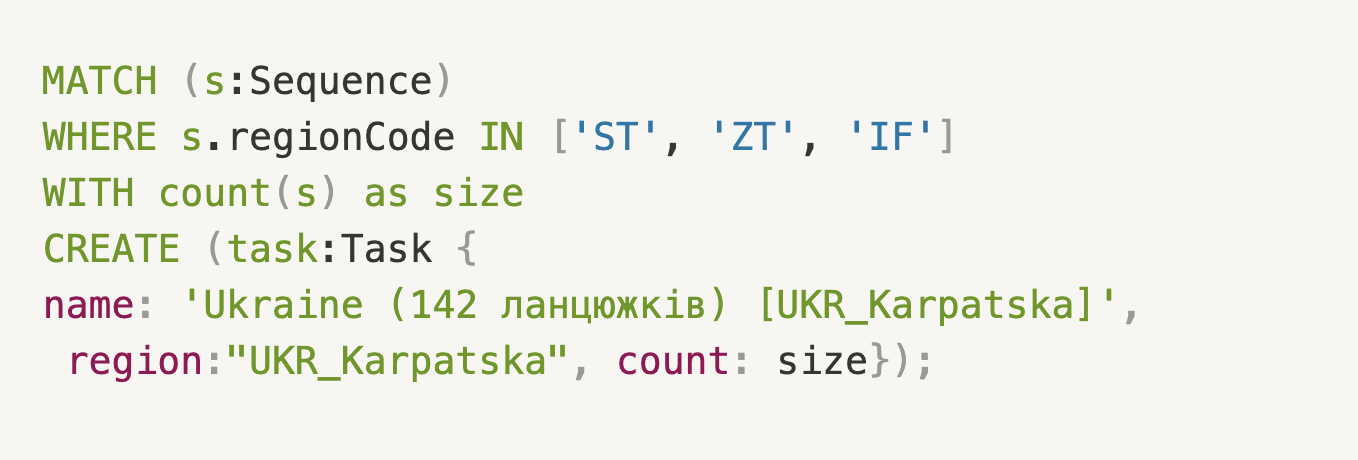 MATCH (s:Sequence)
WHERE s.regionCode IN ['ST', 'ZT', 'IF']
WITH count(s) as size
CREATE (task:Task {
name: 'Ukraine (142 ланцюжків) [UKR_Karpatska]',
 region:"UKR_Karpatska", count: size});